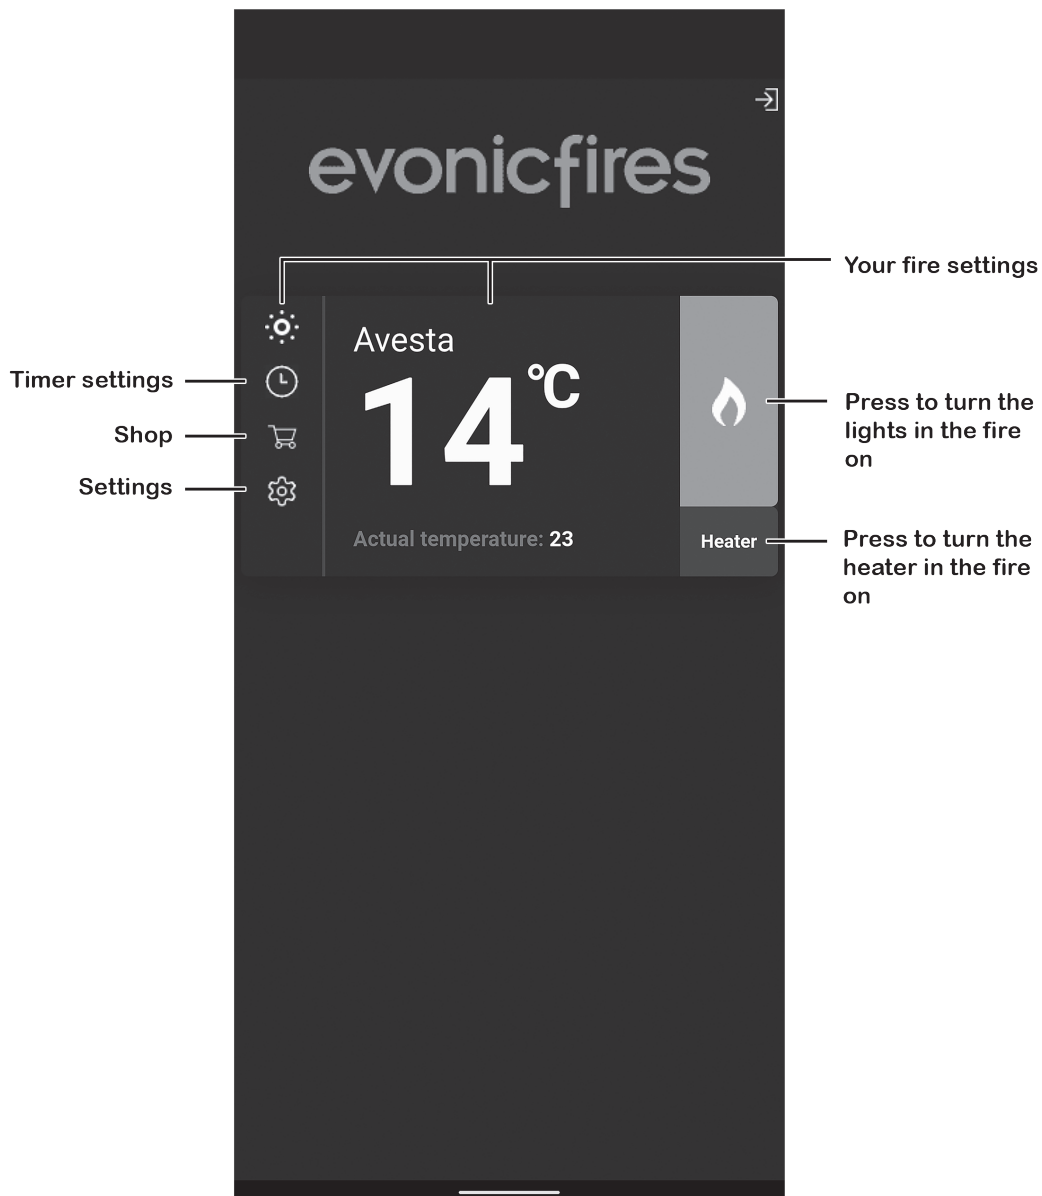 evonicfires
Your fire settings
Avesta
14°C
Timer settings
Shop
Settings
Press to turn the
lights in the fire
on
Actual temperature: 23
Heater
Press to turn the
heater in the fire
on